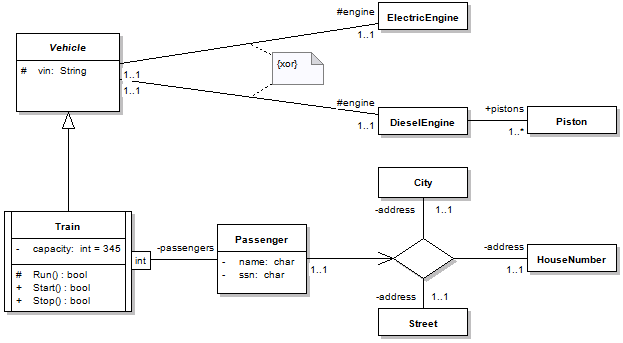 #engine
ElectricEngine
1..1
Vehicle
# vin: String
1..1
1..1
{xor}
#engine
1..1
DieselEngine
+pistons
1..*
Piston
Train
- capacity: int = 345
# Run() : bool
+ Start() : bool
+ Stop() : bool
int
-passengers
Passenger
- name: char
- ssn: char
1..1
City
-address
1..1
-address
1..1
HouseNumber
-address
1..1
Street